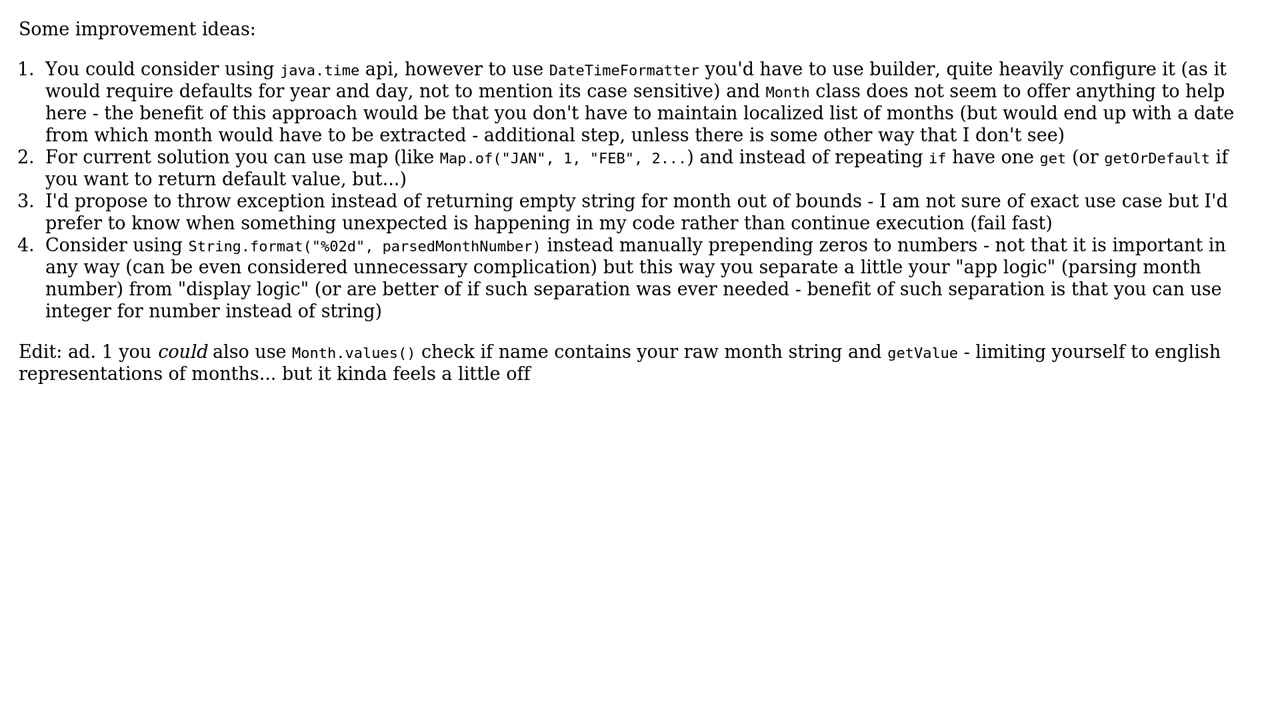 Some improvement ideas:
1. You could consider using java.time api, however to use DateTimeFormatter you'd have to use builder, quite heavily configure it (as it
would require defaults for year and day, not to mention its case sensitive) and Month class does not seem to offer anything to help
here - the benefit of this approach would be that you don't have to maintain localized list of months (but would end up with a date
from which month would have to be extracted - additional step, unless there is some other way that I don't see)
2. For current solution you can use map (like Map.of("JAN", 1, "FEB", 2...) and instead of repeating if have one get (or getOrDefault if
you want to return default value, but...)
3. I'd propose to throw exception instead of returning empty string for month out of bounds - I am not sure of exact use case but I'd
prefer to know when something unexpected is happening in my code rather than continue execution (fail fast)
4. Consider using String.format("%02d", parsedMonthNumber) instead manually prepending zeros to numbers - not that it is important in
any way (can be even considered unnecessary complication) but this way you separate a little your "app logic" (parsing month
number) from "display logic" (or are better of if such separation was ever needed - benefit of such separation is that you can use
integer for number instead of string)
Edit: ad. 1 you could also use Month.values() check if name contains your raw month string and getValue - limiting yourself to english
representations of months... but it kinda feels a little off